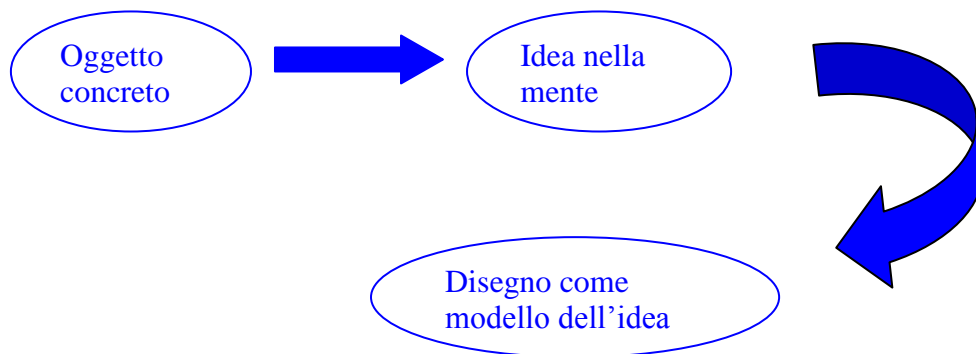 Oggetto
concreto
Idea nella
mente
Disegno come
modello dell’idea